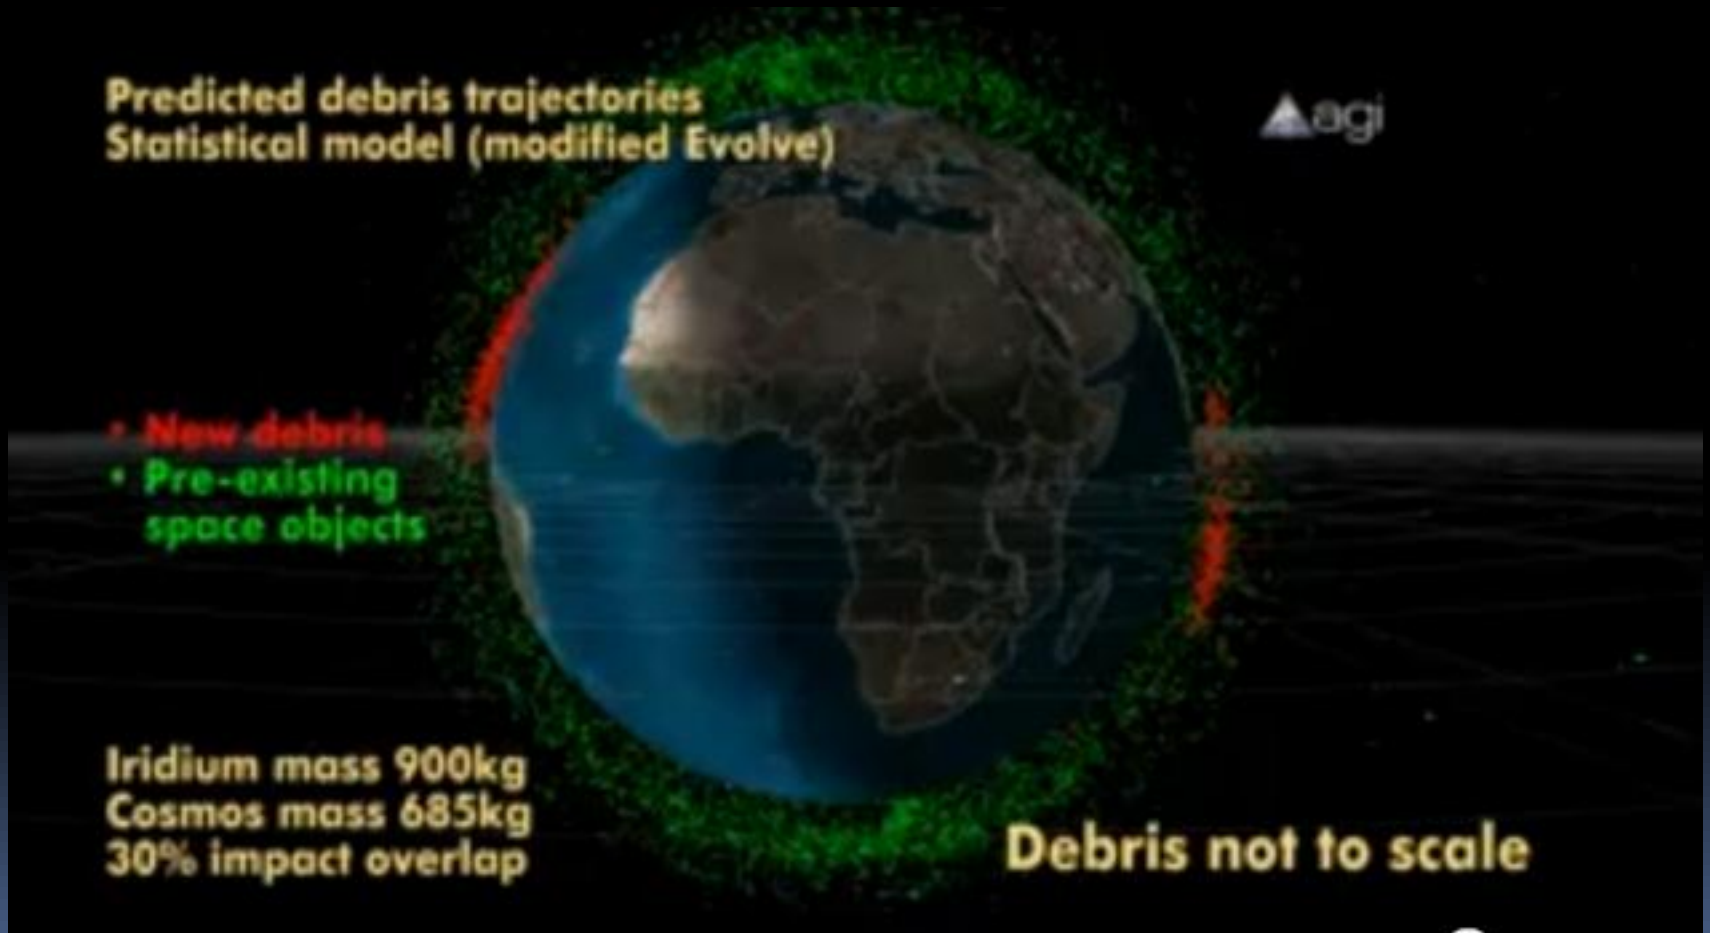 Predicted debris trajectories
Statistical model (modified Evolve)
agi
• New debris
• Pre-existing
space objects
Iridium mass 900kg
Cosmos mass 685kg
30% impact overlap
Debris not to scale